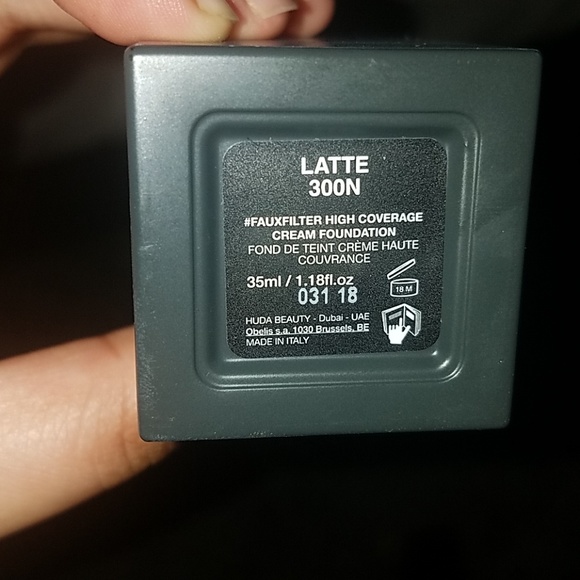 LATTE
300N
#FAUXFILTER HIGH COVERAGE
CREAM FOUNDATION
FOND DE TEINT CRÈME HAUTE
COUVRANCE
35ml / 1.18fl.oz
031 18
18 M
HUDA BEAUTY - Dubai - UAE
Obelis s.a. 1030 Brussels, BE
MADE IN ITALY